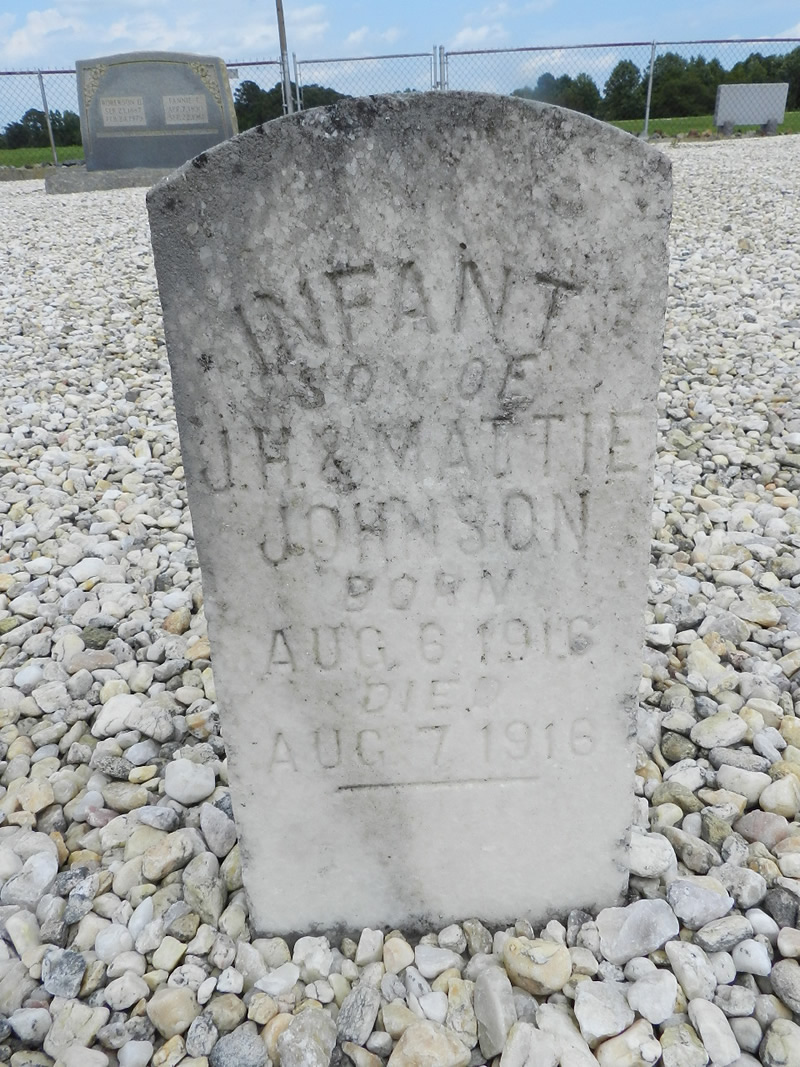 INFANT
SON OF
J.H. & MATTIE
JOHNSON
BORN
AUG. 6 1916
DIED
AUG. 7 1916